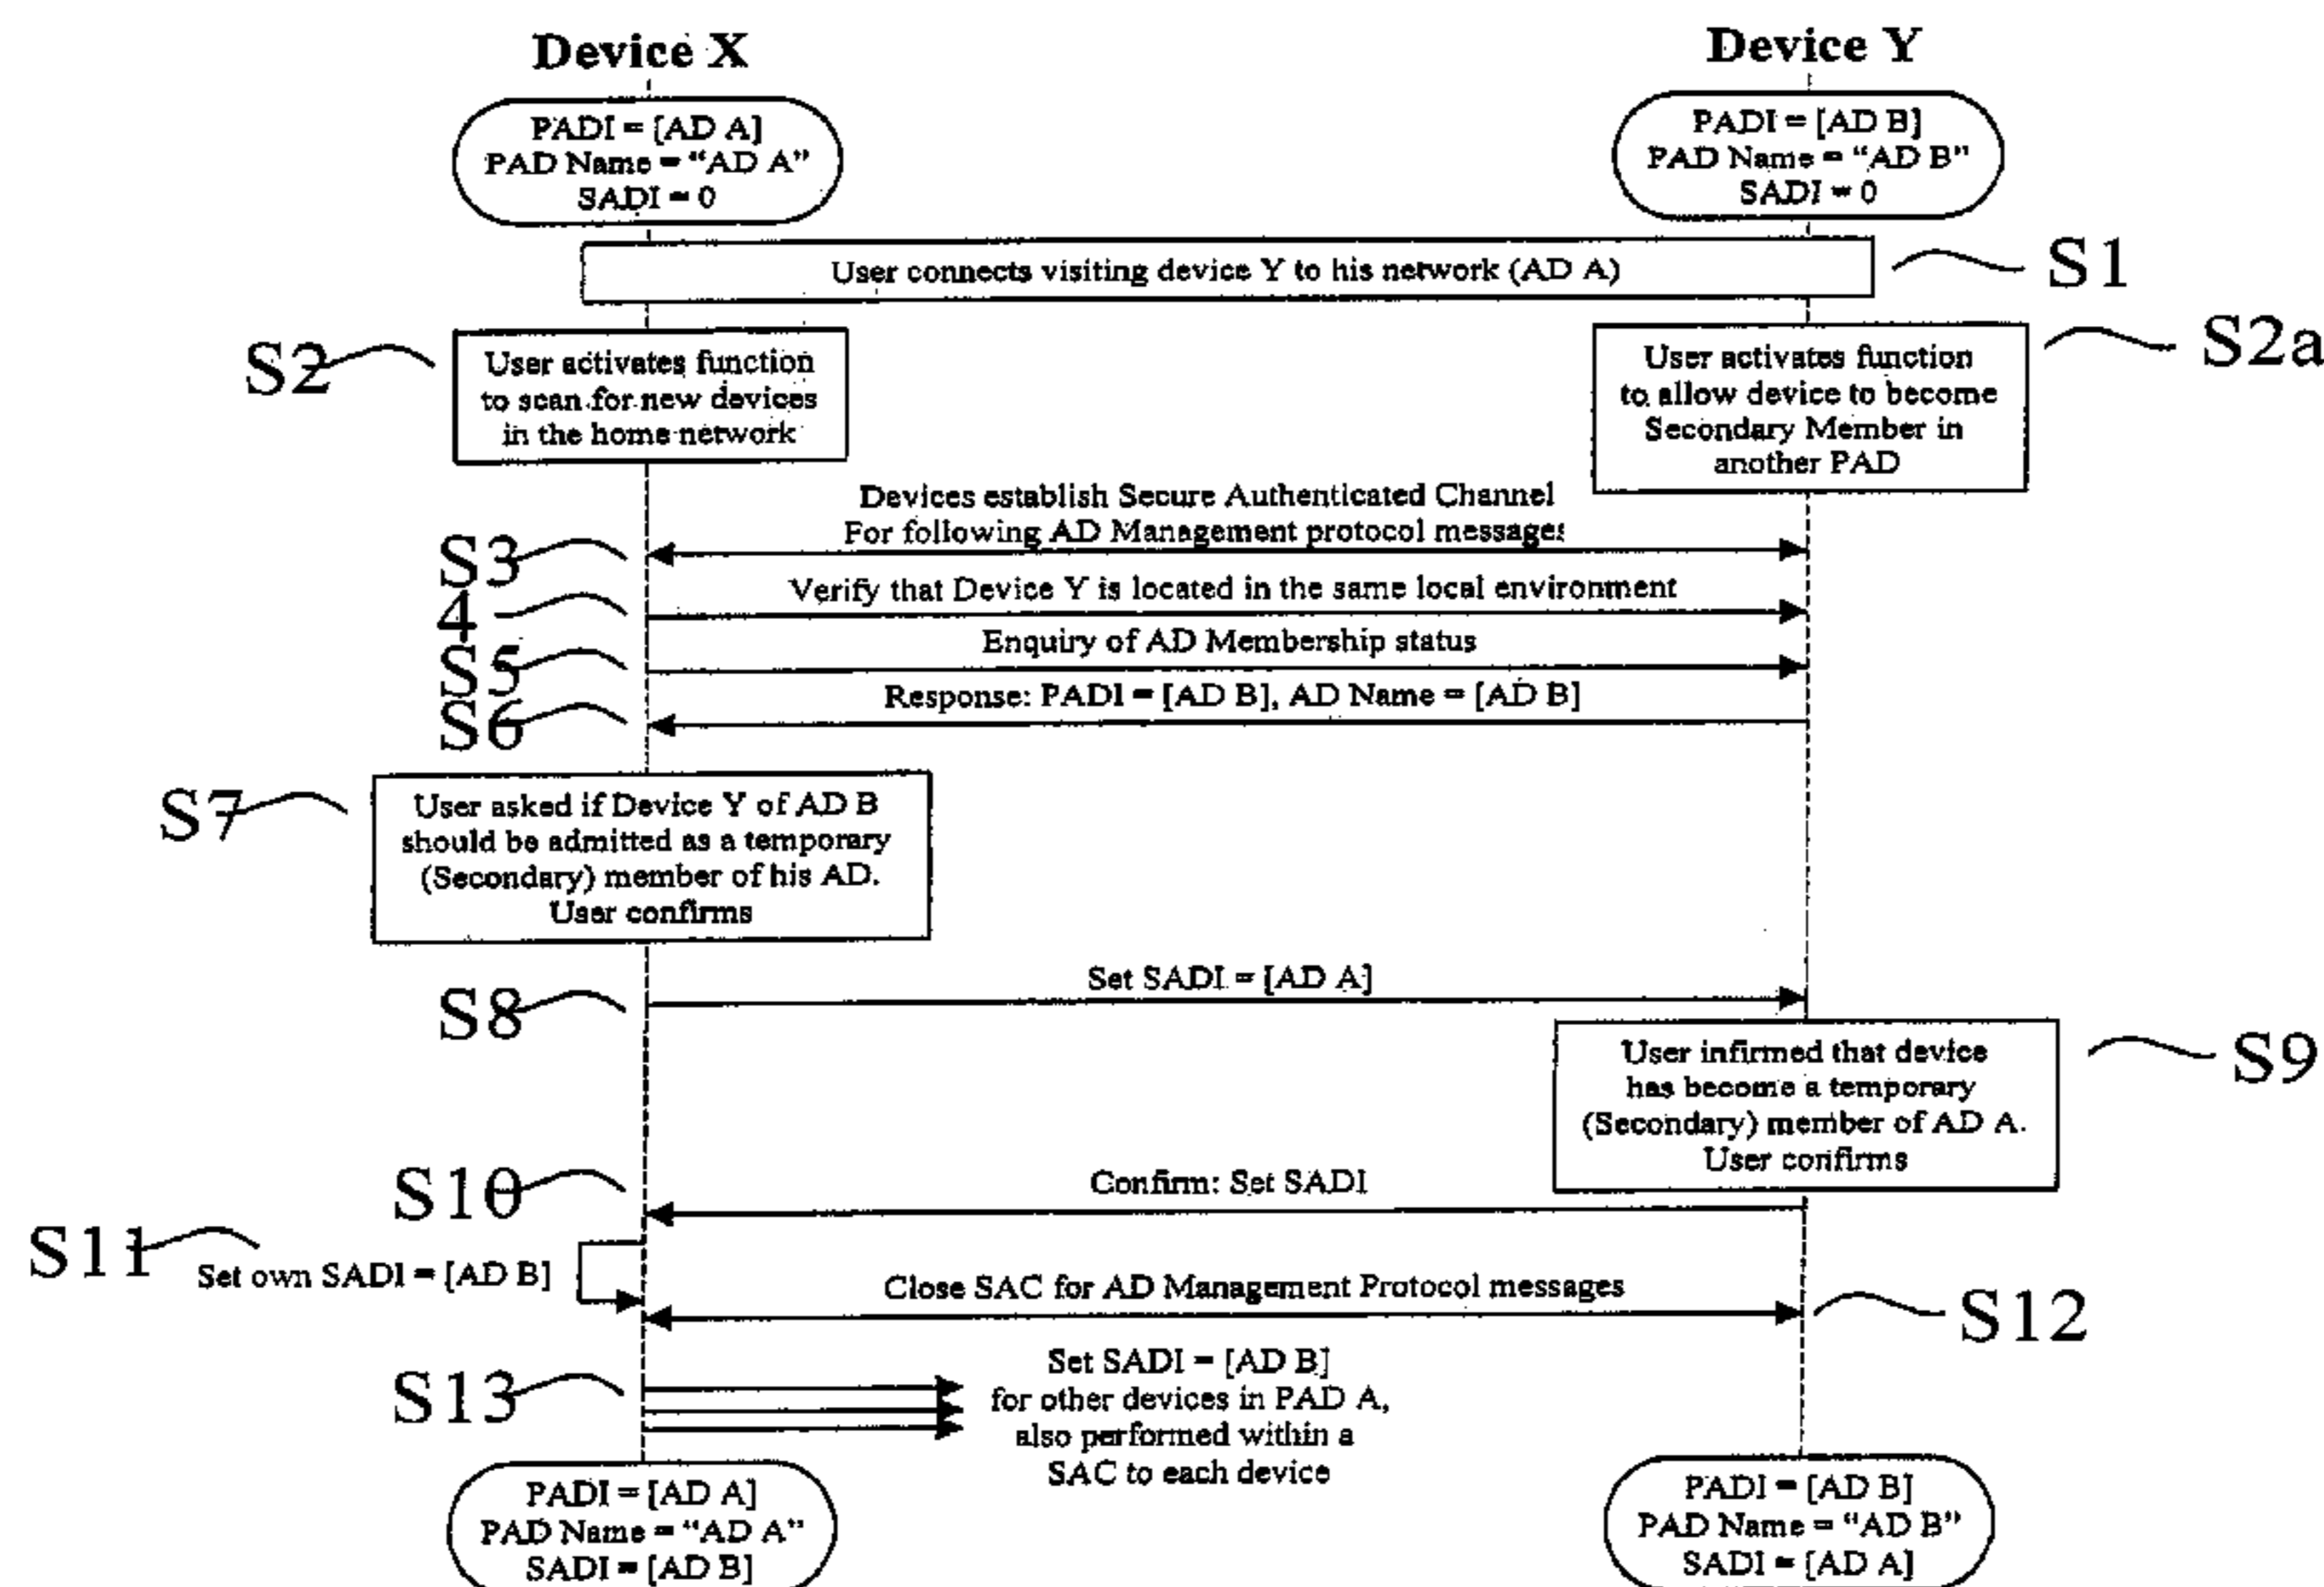 Device X
Device Y
PADI = [AD A]
PAD Name = “AD A”
SADI = 0
PADI = [AD B]
PAD Name = “AD B”
SADI = 0
User connects visiting device Y to his network (AD A)
S1
S2
User activates function
to scan for new devices
in the home network
User activates function
to allow device to become
Secondary Member in
another PAD
S2a
Devices establish Secure Authenticated Channel
For following AD Management protocol messages
S3
Verify that Device Y is located in the same local environment
4
Enquiry of AD Membership status
S5
Response: PADI = [AD B], AD Name = [AD B]
S6
S7
User asked if Device Y of AD B
should be admitted as a temporary
(Secondary) member of his AD.
User confirms
Set SADI = [AD A]
S8
User infirmed that device
has become a temporary
(Secondary) member of AD A.
User confirms
S9
S10
Confirm: Set SADI
S11
Set own SADI = [AD B]
Close SAC for AD Management Protocol messages
S12
S13
Set SADI = [AD B]
for other devices in PAD A,
also performed within a
SAC to each device
PADI = [AD A]
PAD Name = “AD A”
SADI = [AD B]
PADI = [AD B]
PAD Name = “AD B”
SADI = [AD A]